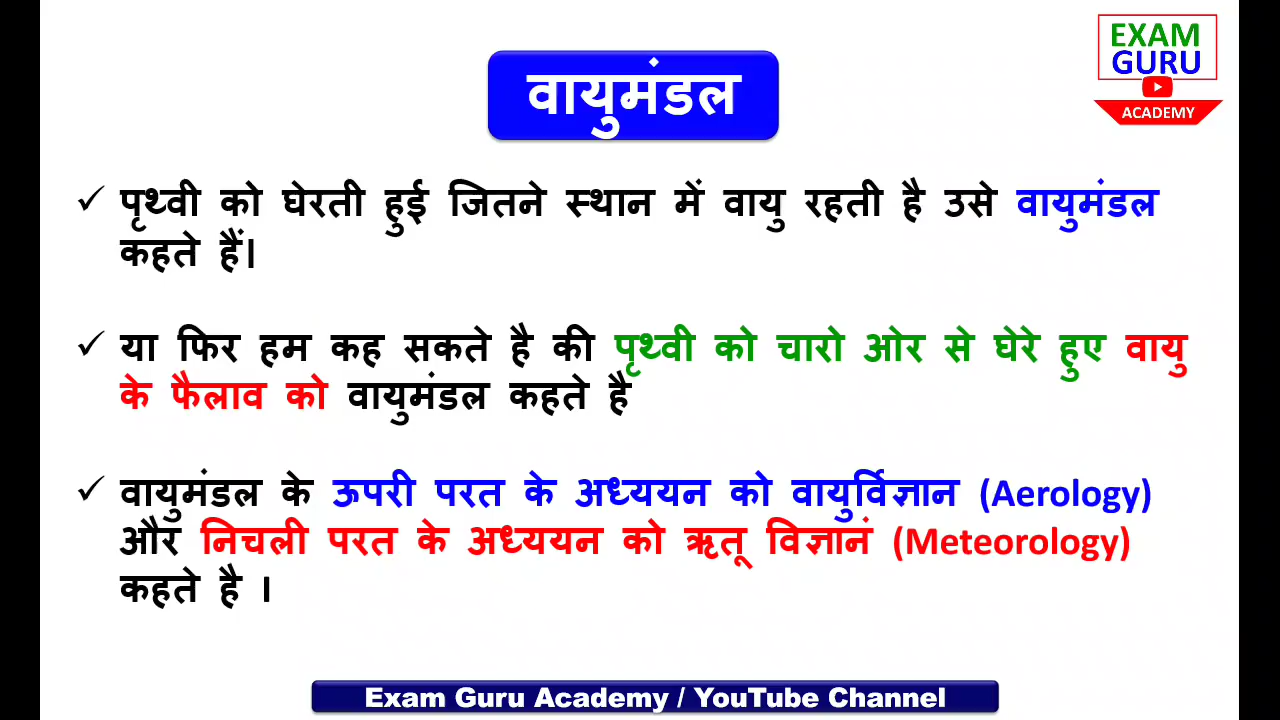 EXAM
GURU
ACADEMY
वायुमंडल
✓ पृथ्वी को घेरती हुई जितने स्थान में वायु रहती है उसे वायुमंडल
कहते हैं।
✓ या फिर हम कह सकते है की पृथ्वी को चारो ओर से घेरे हुए वायु
के फैलाव को वायुमंडल कहते है
✓ वायुमंडल के ऊपरी परत के अध्ययन को वायुर्विज्ञान (Aerology)
और निचली परत के अध्ययन को ऋतू विज्ञानं (Meteorology)
कहते है ।
Exam Guru Academy / YouTube Channel